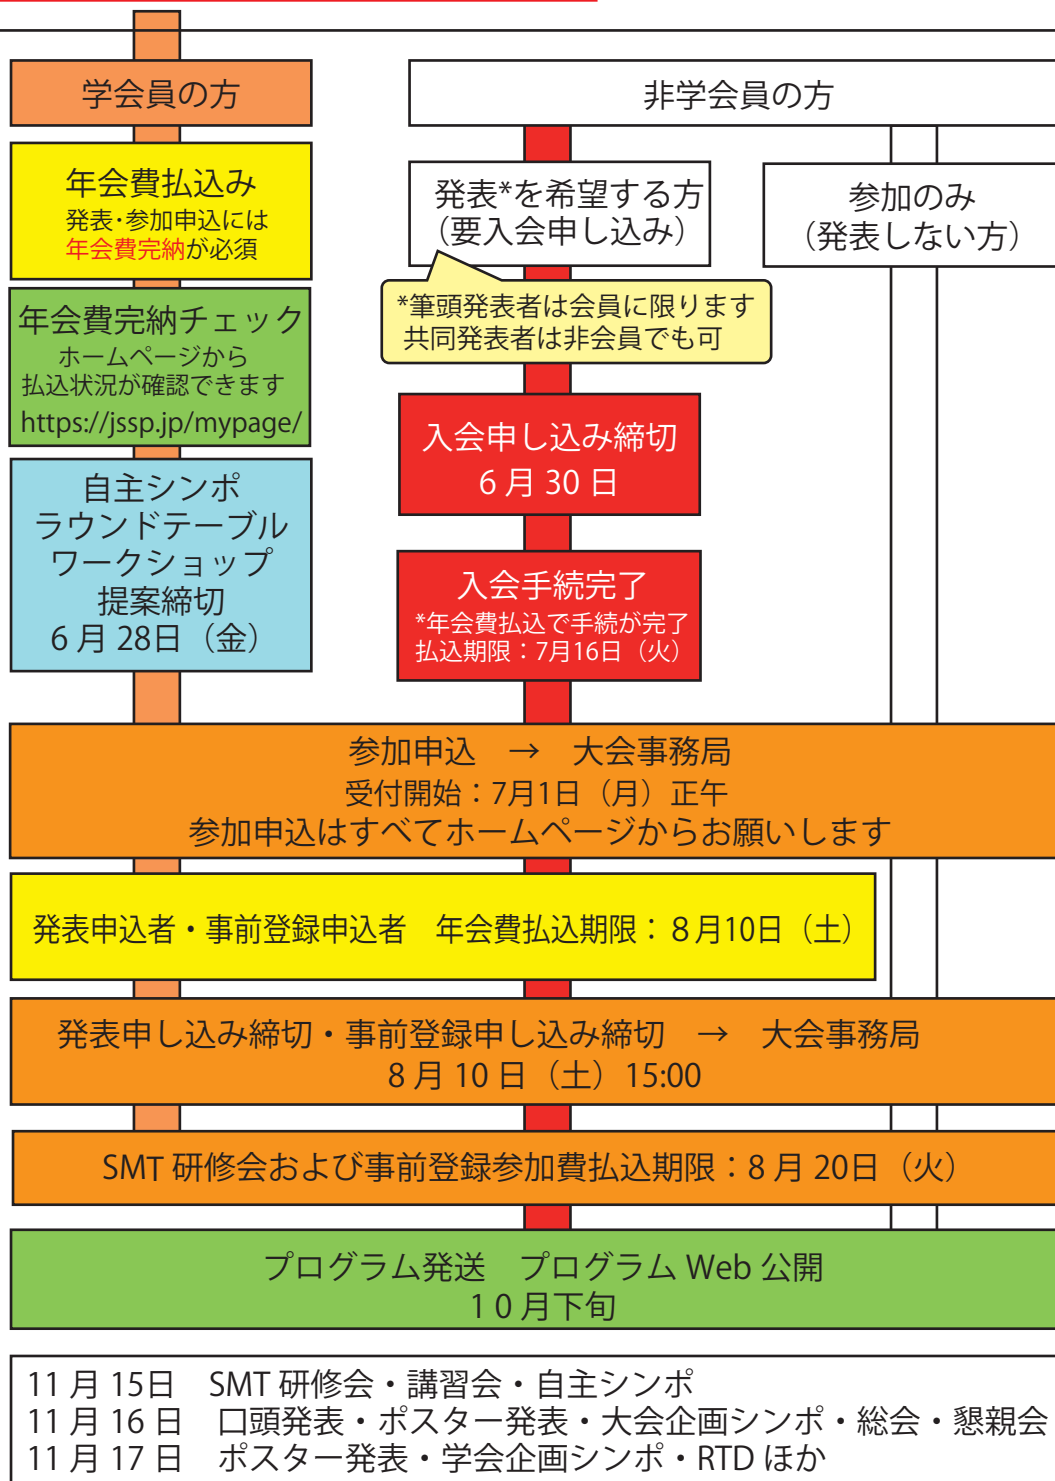 学会員の方
年会費払込み
発表・参加申込には
年会費完納が必須
年会費完納チェック
ホームページから
払込状況が確認できます
https://jssp.jp/mypage/
自主シンポ
ラウンドテーブル
ワークショップ
提案締切
6 月 28日（金）
非学会員の方
発表*を希望する方
（要入会申し込み）
*筆頭発表者は会員に限ります
共同発表者は非会員でも可
入会申し込み締切
6 月 30 日
入会手続完了
*年会費払込で手続が完了
払込期限：7月16日（火）
参加のみ
（発表しない方）
参加申込　→　大会事務局
受付開始：7月1日（月）正午
参加申込はすべてホームページからお願いします
発表申込者・事前登録申込者　年会費払込期限：８月10日（土）
発表申し込み締切・事前登録申し込み締切　→　大会事務局
8 月 10 日（土）15:00
SMT 研修会および事前登録参加費払込期限：8 月 20日（火）
プログラム発送　プログラム Web 公開
１０月下旬
11 月 15日　SMT 研修会・講習会・自主シンポ
11 月 16 日　口頭発表・ポスター発表・大会企画シンポ・総会・懇親会
11 月 17 日　ポスター発表・学会企画シンポ・RTD ほか